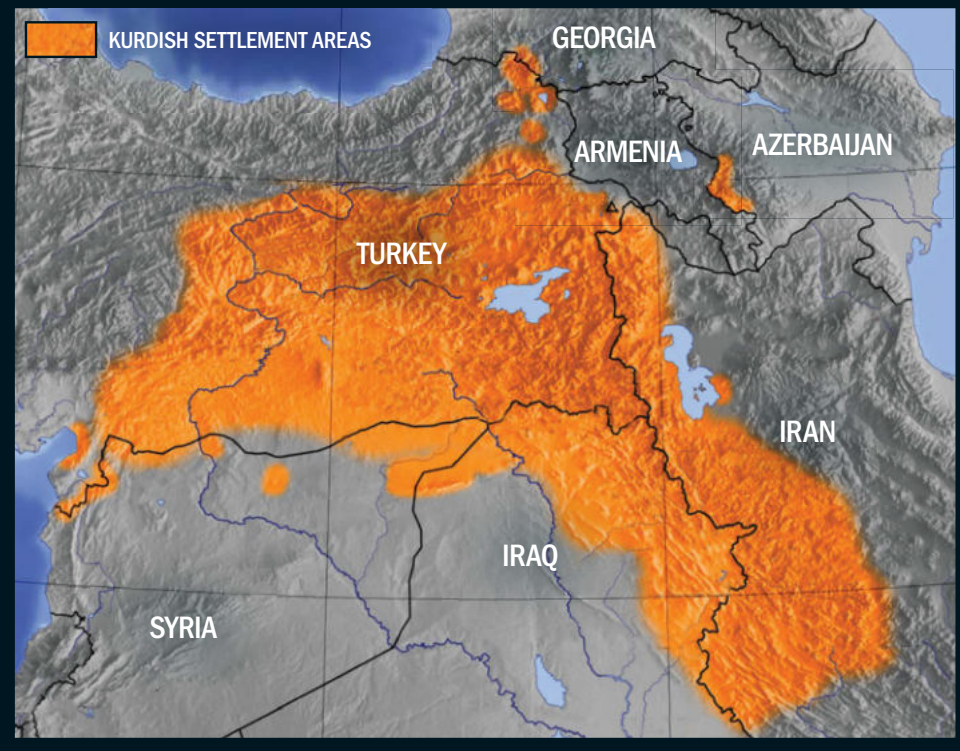 KURDISH SETTLEMENT AREAS
GEORGIA
ARMENIA
AZERBAIJAN
TURKEY
IRAN
IRAQ
SYRIA